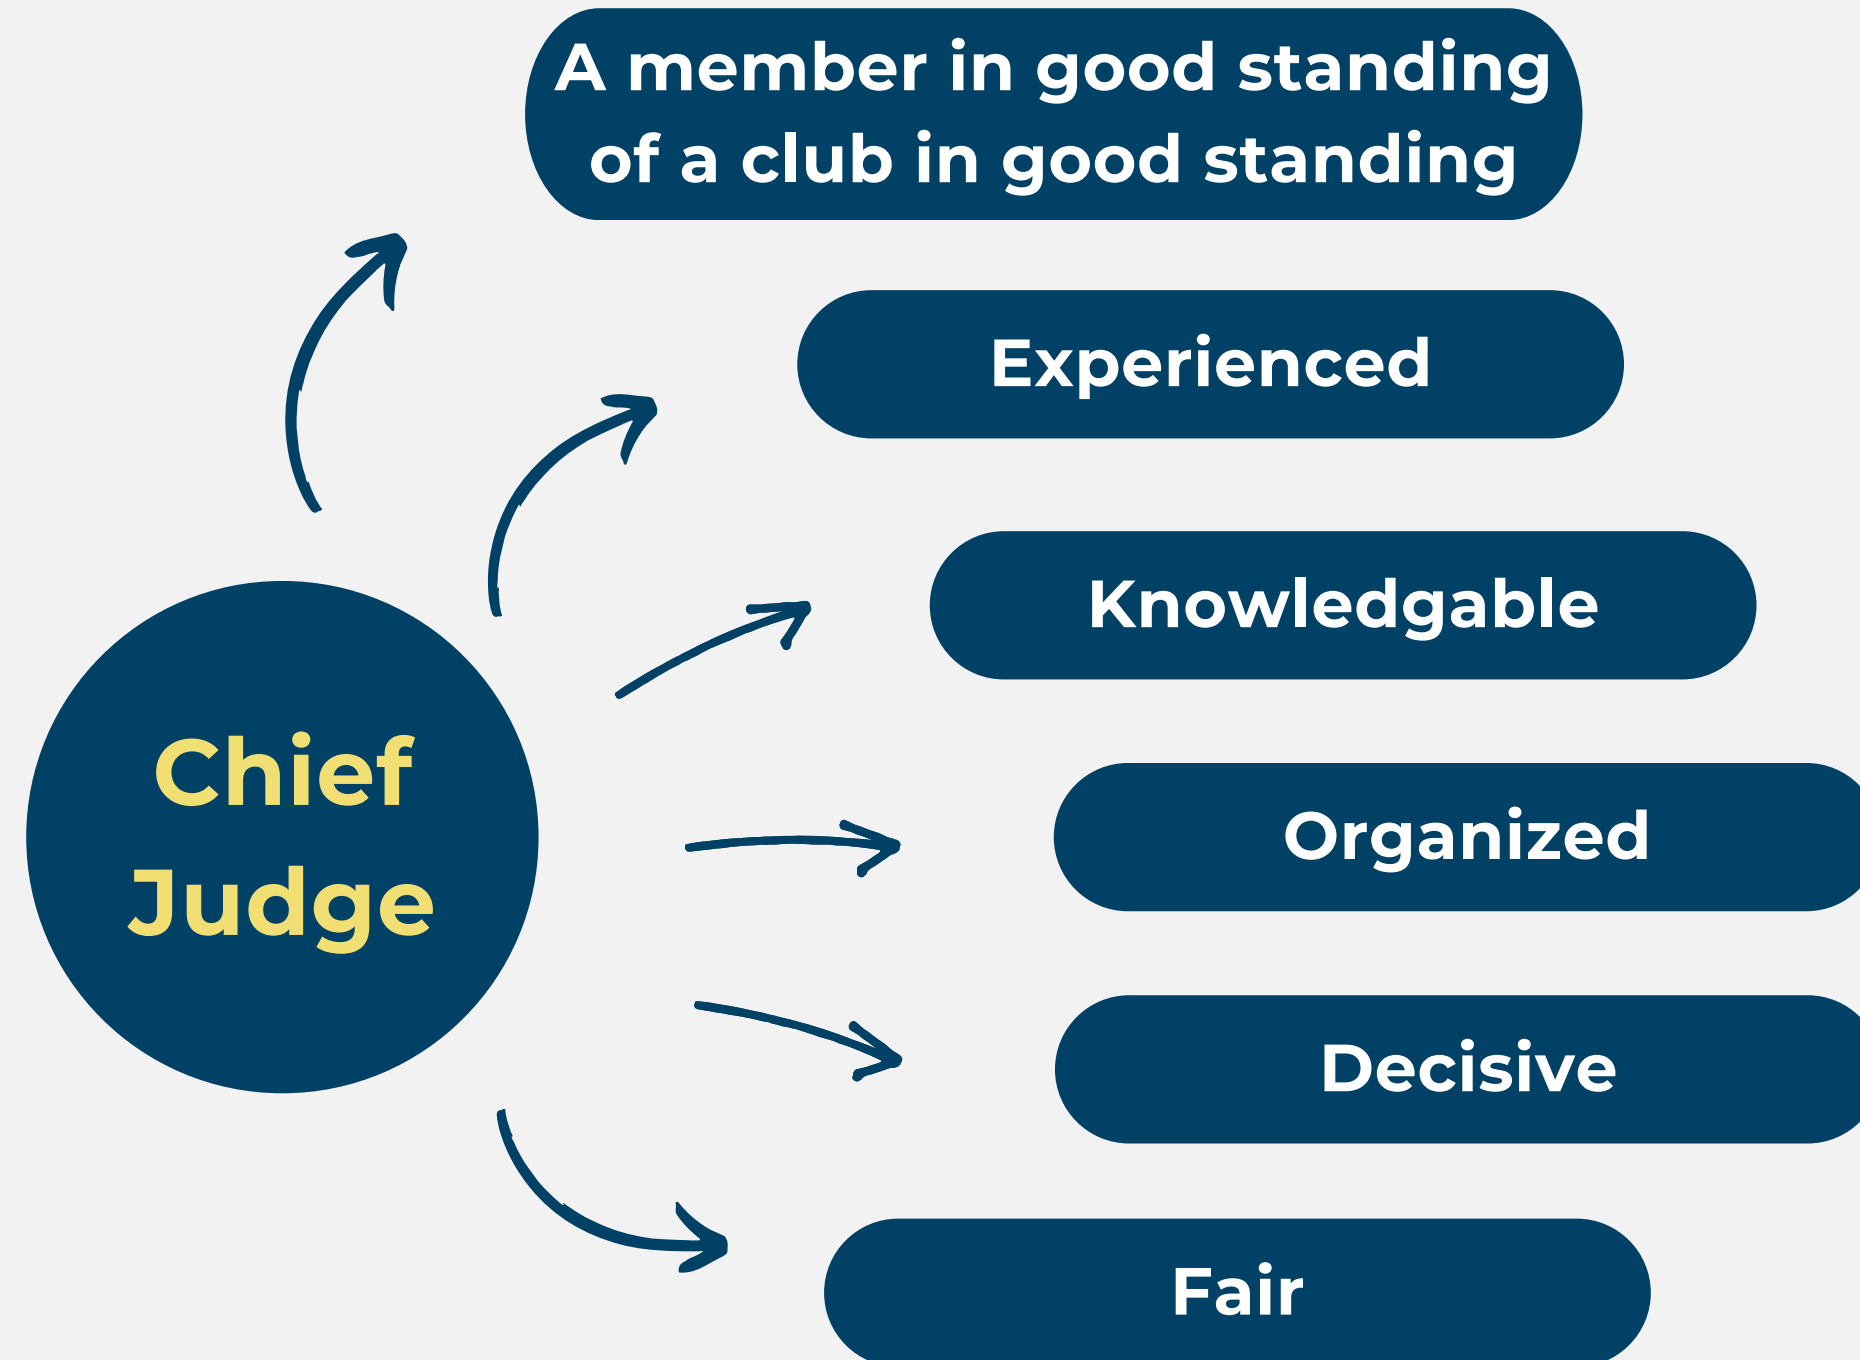 A member in good standing
of a club in good standing
Experienced
Knowledgable
Chief
Judge
Organized
Decisive
Fair